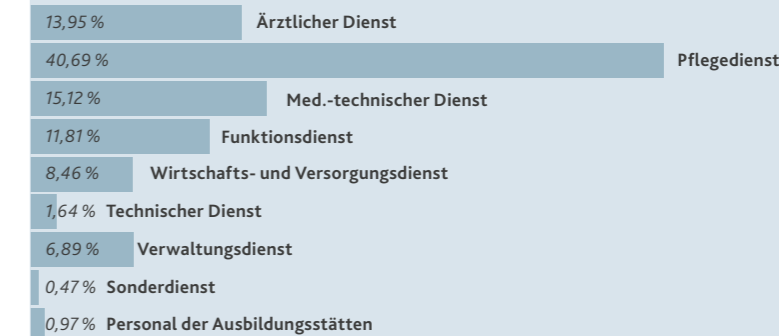 13,95 % Ärztlicher Dienst
40,69 % Pflegedienst
15,12 % Med.-technischer Dienst
11,81 % Funktionsdienst
8,46 % Wirtschafts- und Versorgungsdienst
1,64 % Technischer Dienst
6,89 % Verwaltungsdienst
0,47 % Sonderdienst
0,97 % Personal der Ausbildungsstätten